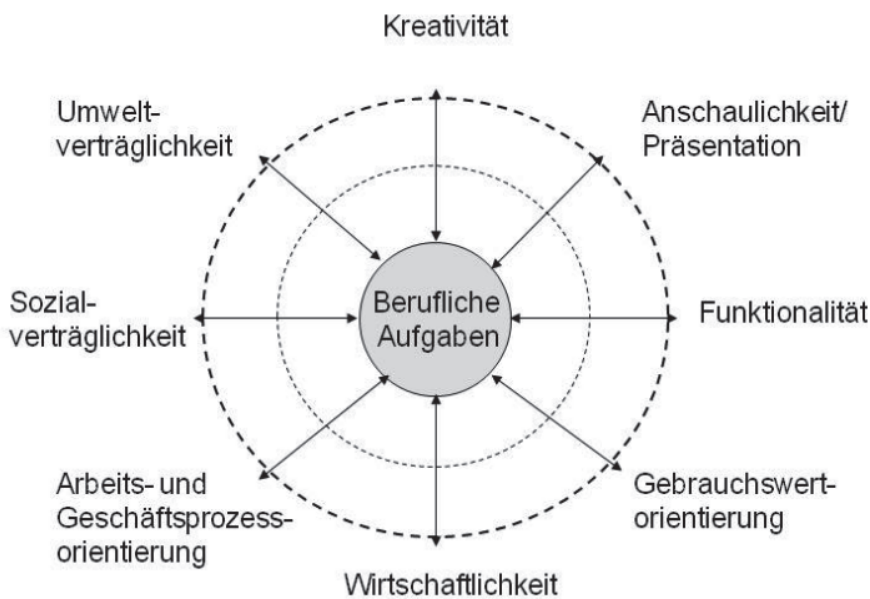 Kreativität
Umwelt-
verträglichkeit
Anschaulichkeit/
Präsentation
Sozial-
verträglichkeit
Berufliche
Aufgaben
Funktionalität
Arbeits- und
Geschäftsprozess-
orientierung
Gebrauchswert-
orientierung
Wirtschaftlichkeit